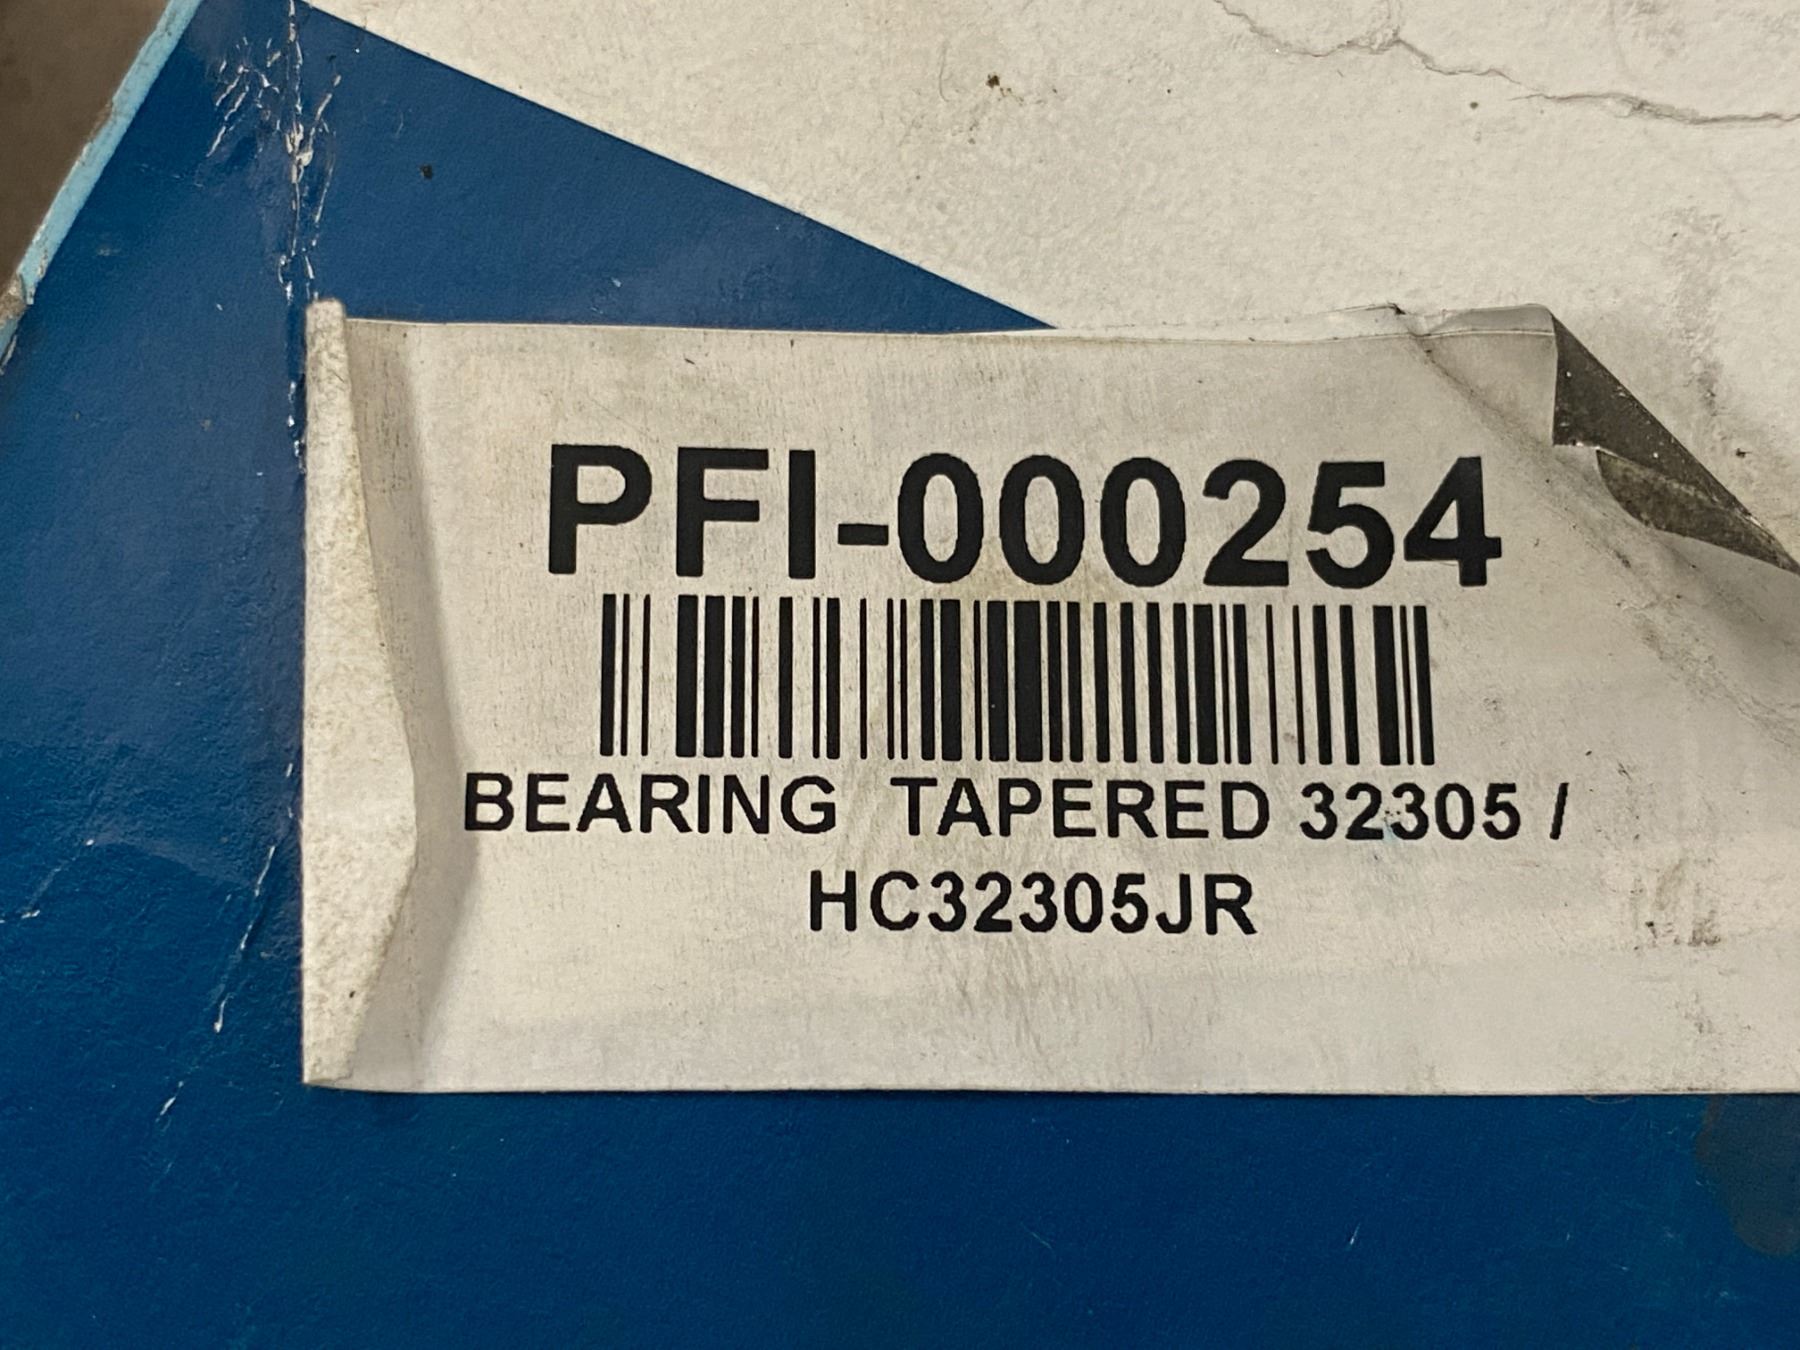 PFI-000254
BEARING  TAPERED 32305 /
HC32305JR